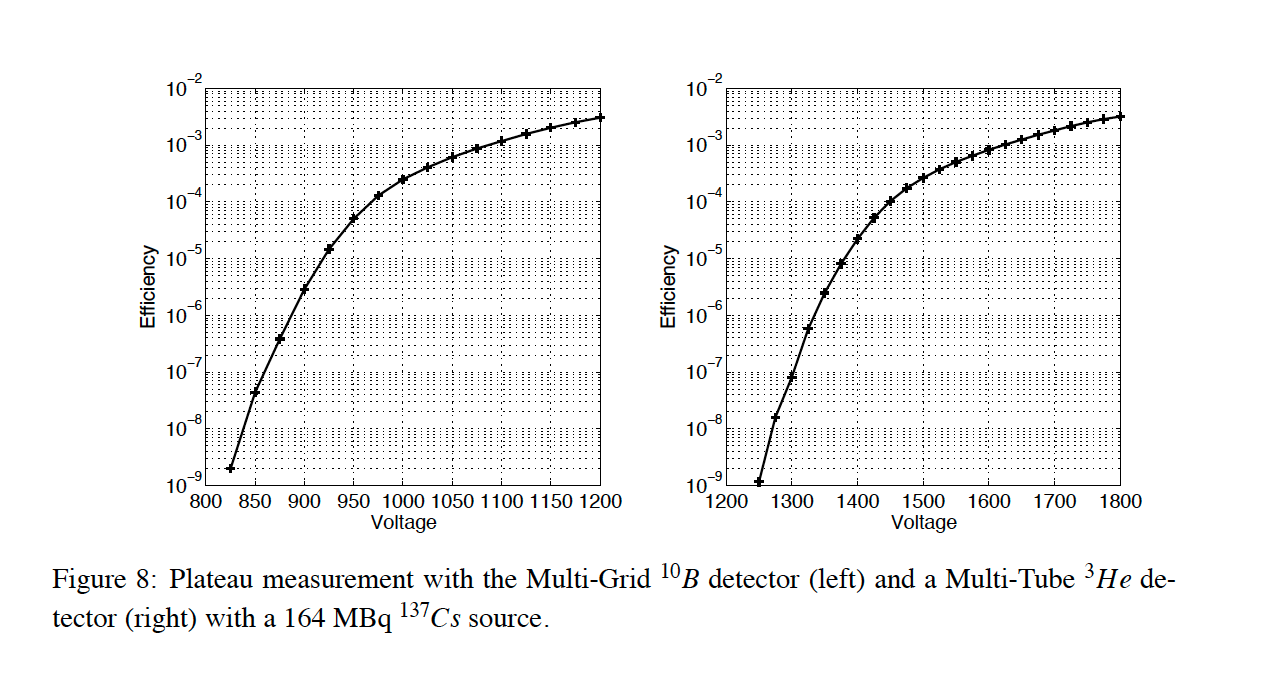 10−2
10−3
10−4
10−5
10−6
10−7
10−8
10−9
Efficiency
800 850 900 950 1000 1050 1100 1150 1200
Voltage
10−2
10−3
10−4
10−5
10−6
10−7
10−8
10−9
Efficiency
1200 1300 1400 1500 1600 1700 1800
Voltage
Figure 8: Plateau measurement with the Multi-Grid 10B detector (left) and a Multi-Tube 3He de-
tector (right) with a 164 MBq 137Cs source.